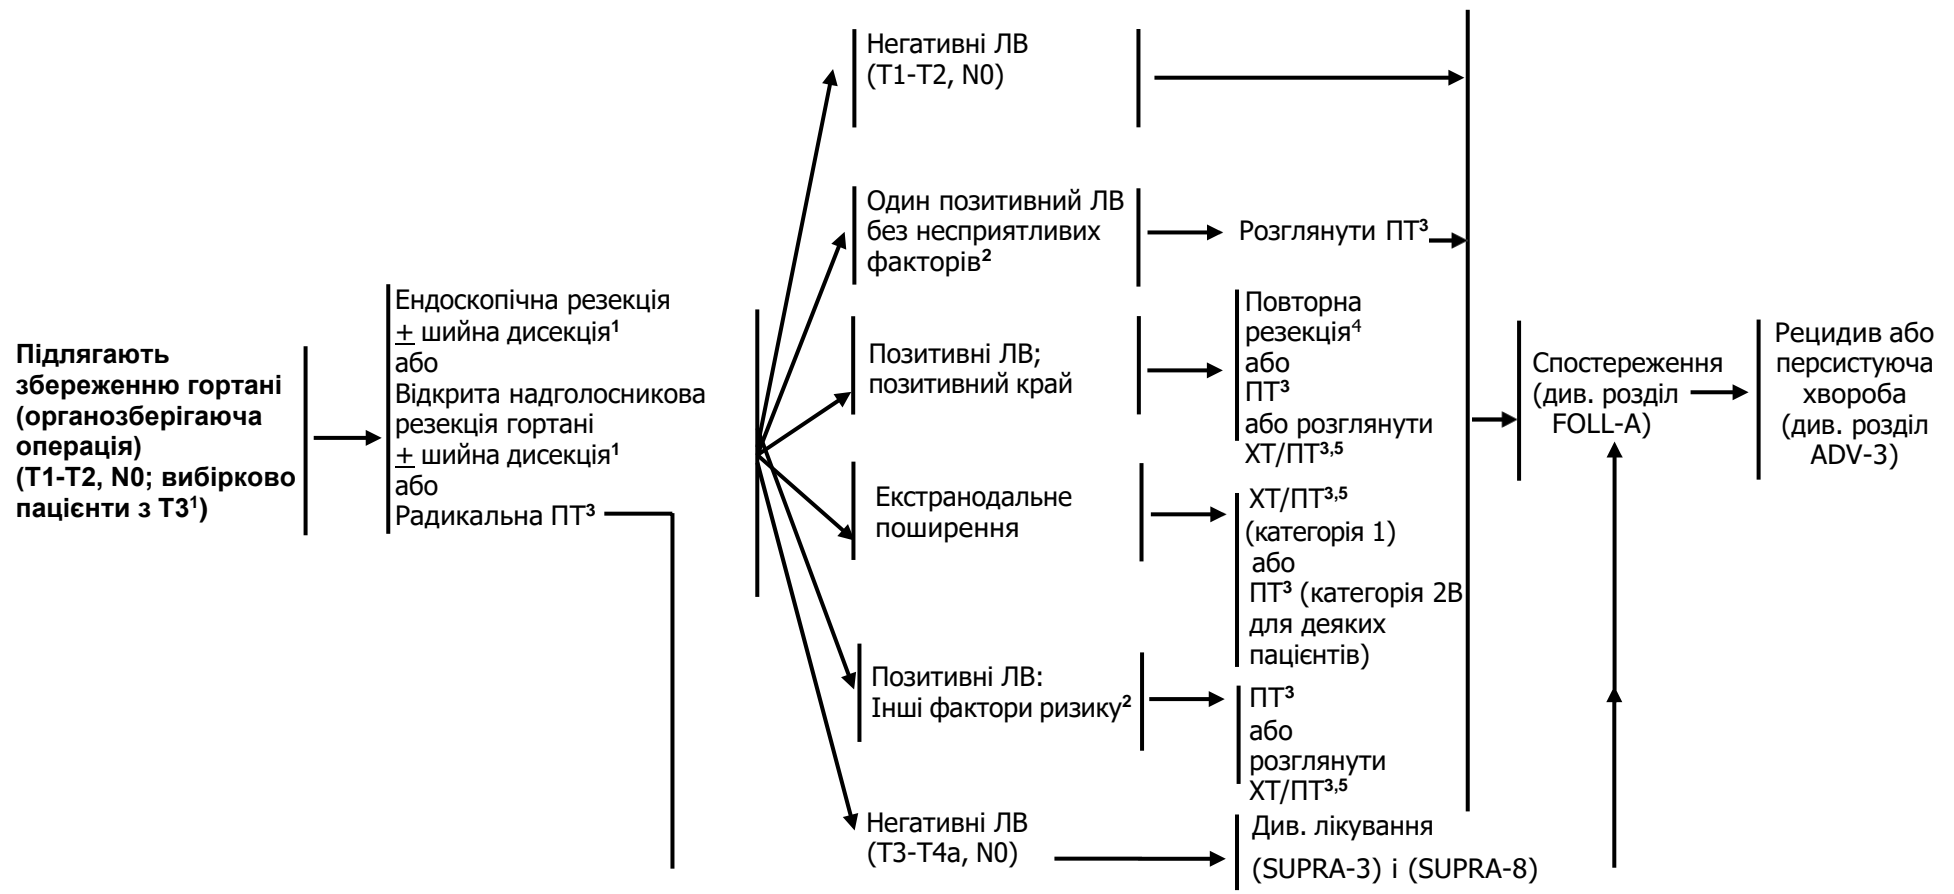 Підлягають
збереженню гортані
(органозберігаюча
операція)
(T1-T2, N0; вибірково
пацієнти з T3¹)
Ендоскопічна резекція
+ шийна дисекція¹
або
Відкрита надголосникова
резекція гортані
+ шийна дисекція¹
або
Радикальна ПТ³
Негативні ЛВ
(T1-T2, N0)
Один позитивний ЛВ
без несприятливих
факторів²
Розглянути ПТ³
Позитивні ЛВ;
позитивний край
Повторна
резекція⁴
або
ПТ³
або розглянути
ХТ/ПТ³,⁵
Екстранодальне
поширення
ХТ/ПТ³,⁵
(категорія 1)
або
ПТ³ (категорія 2В
для деяких
пацієнтів)
Позитивні ЛВ:
Інші фактори ризику²
ПТ³
або
розглянути
ХТ/ПТ³,⁵
Негативні ЛВ
(T3-T4a, N0)
Див. лікування
(SUPRA-3) і (SUPRA-8)
Спостереження
(див. розділ
FOLL-A)
Рецидив або
персистуюча
хвороба
(див. розділ
ADV-3)